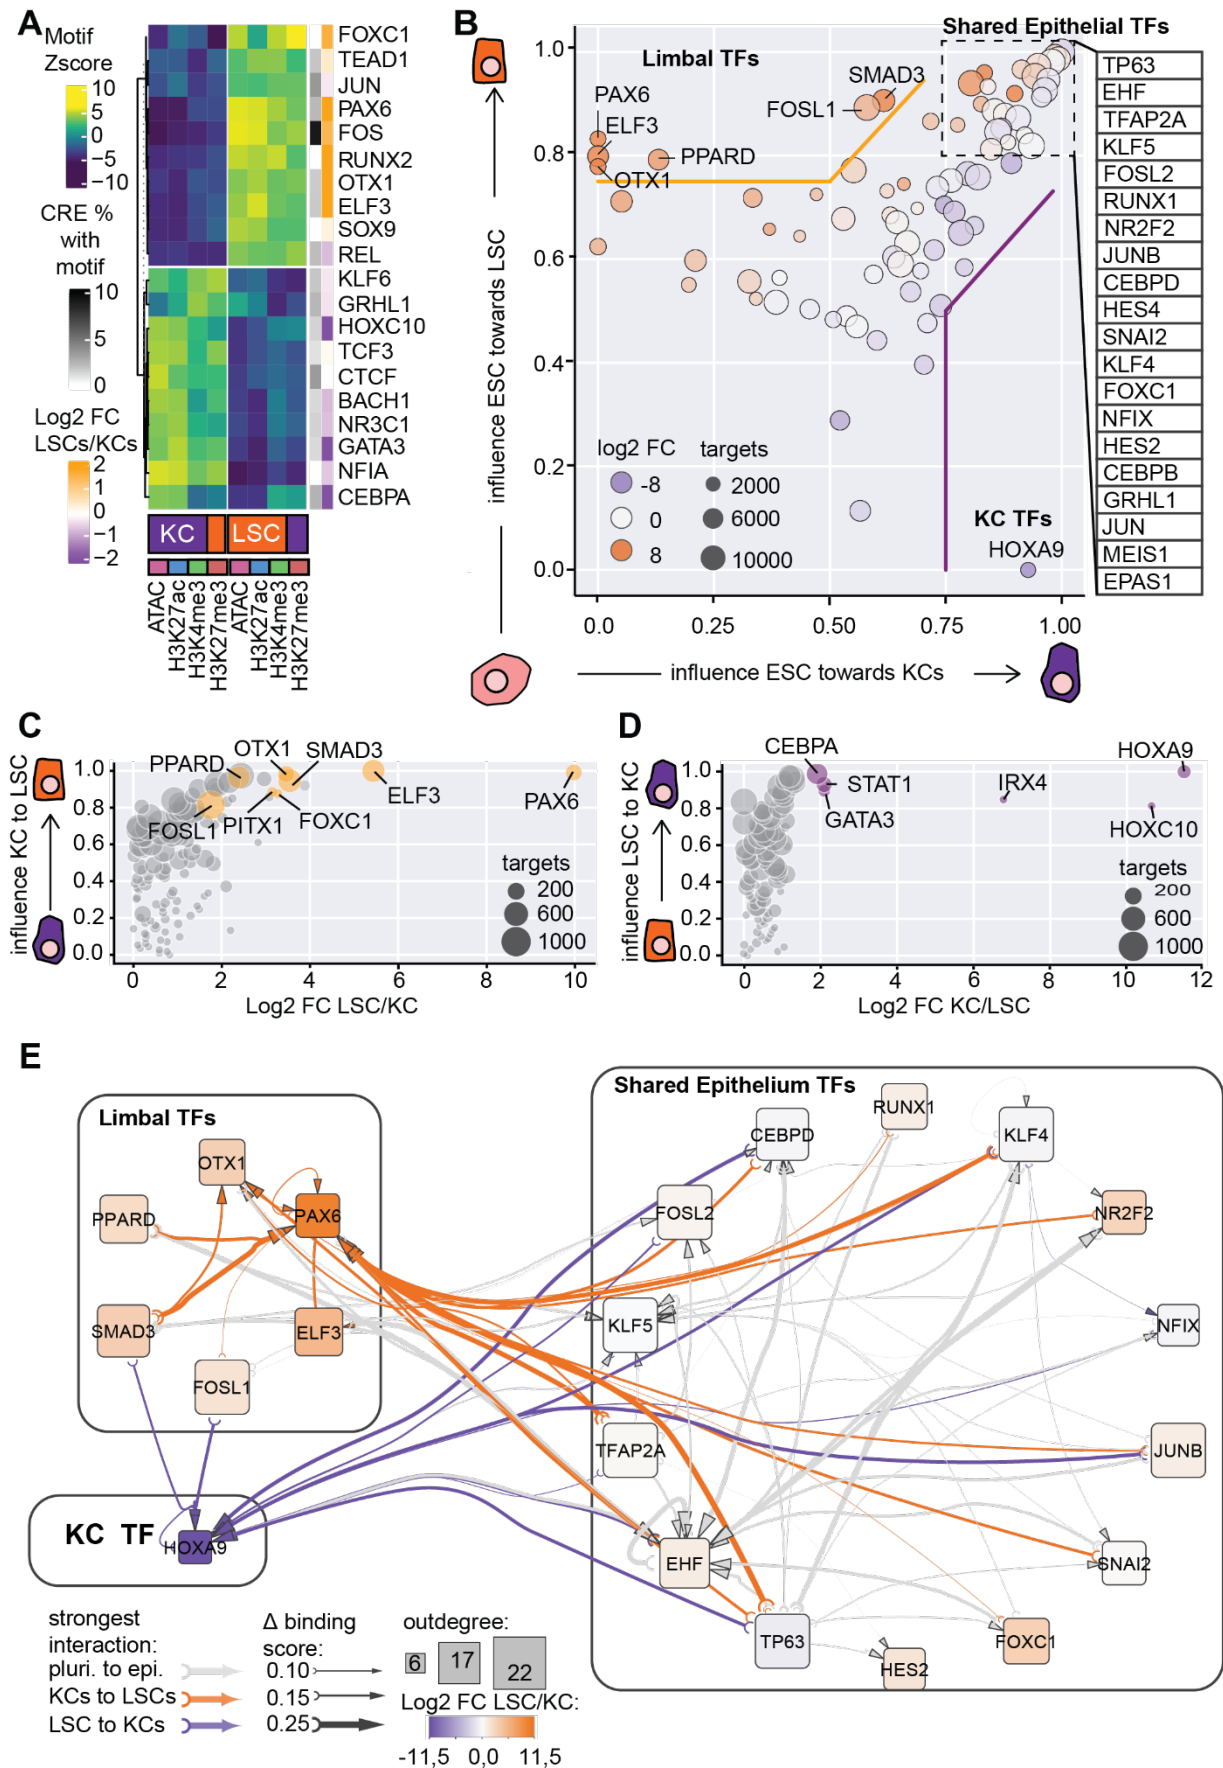 A
Motif
Zscore
10
5
0
−5
−10
CRE %
with
motif
10
5
0
Log2 FC
LSCs/KCs
2
1
0
−1
−2
FOXC1
TEAD1
JUN
PAX6
FOS
RUNX2
OTX1
ELF3
SOX9
REL
KLF6
GRHL1
HOXC10
TCF3
CTCF
BACH1
NR3C1
GATA3
NFIA
CEBPA
KC
LSC
ATAC
H3K27ac
H3K4me3
H3K27me3
ATAC
H3K27ac
H3K4me3
H3K27me3
B
influence ESC towards LSC
1.0
0.8
0.6
0.4
0.2
0.0
Limbal TFs
Shared Epithelial TFs
PAX6
ELF3
OTX1
PPARD
FOSL1
SMAD3
log2 FC
-8
0
8
targets
2000
6000
10000
KC TFs
HOXA9
0.0
0.25
0.50
0.75
1.00
influence ESC towards KCs
TP63
EHF
TFAP2A
KLF5
FOSL2
RUNX1
NR2F2
JUNB
CEBPD
HES4
SNAI2
KLF4
FOXC1
NFIX
HES2
CEBPB
GRHL1
JUN
MEIS1
EPAS1
C
influence KC to LSC
1.0
0.8
0.6
0.4
0.2
0.0
PPARD
OTX1
SMAD3
ELF3
PAX6
FOSL1
PITX1
FOXC1
targets
200
600
1000
0
2
4
6
8
10
Log2 FC LSC/KC
D
influence LSC to KC
1.0
0.8
0.6
0.4
0.2
0.0
CEBPA
STAT1
GATA3
IRX4
HOXA9
HOXC10
targets
200
600
1000
0
2
4
6
8
10
12
Log2 FC KC/LSC
E
Limbal TFs
OTX1
PPARD
PAX6
SMAD3
ELF3
FOSL1
KC TF
HOXA9
Shared Epithelium TFs
CEBPD
RUNX1
KLF4
FOSL2
NR2F2
KLF5
NFIX
TFAP2A
JUNB
EHF
SNAI2
TP63
FOXC1
HES2
strongest
interaction:
pluri. to epi.
KCs to LSCs
LSC to KCs
Δ binding
score:
0.10
0.15
0.25
outdegree:
6
17
22
Log2 FC LSC/KC:
-11,5
0,0
11,5